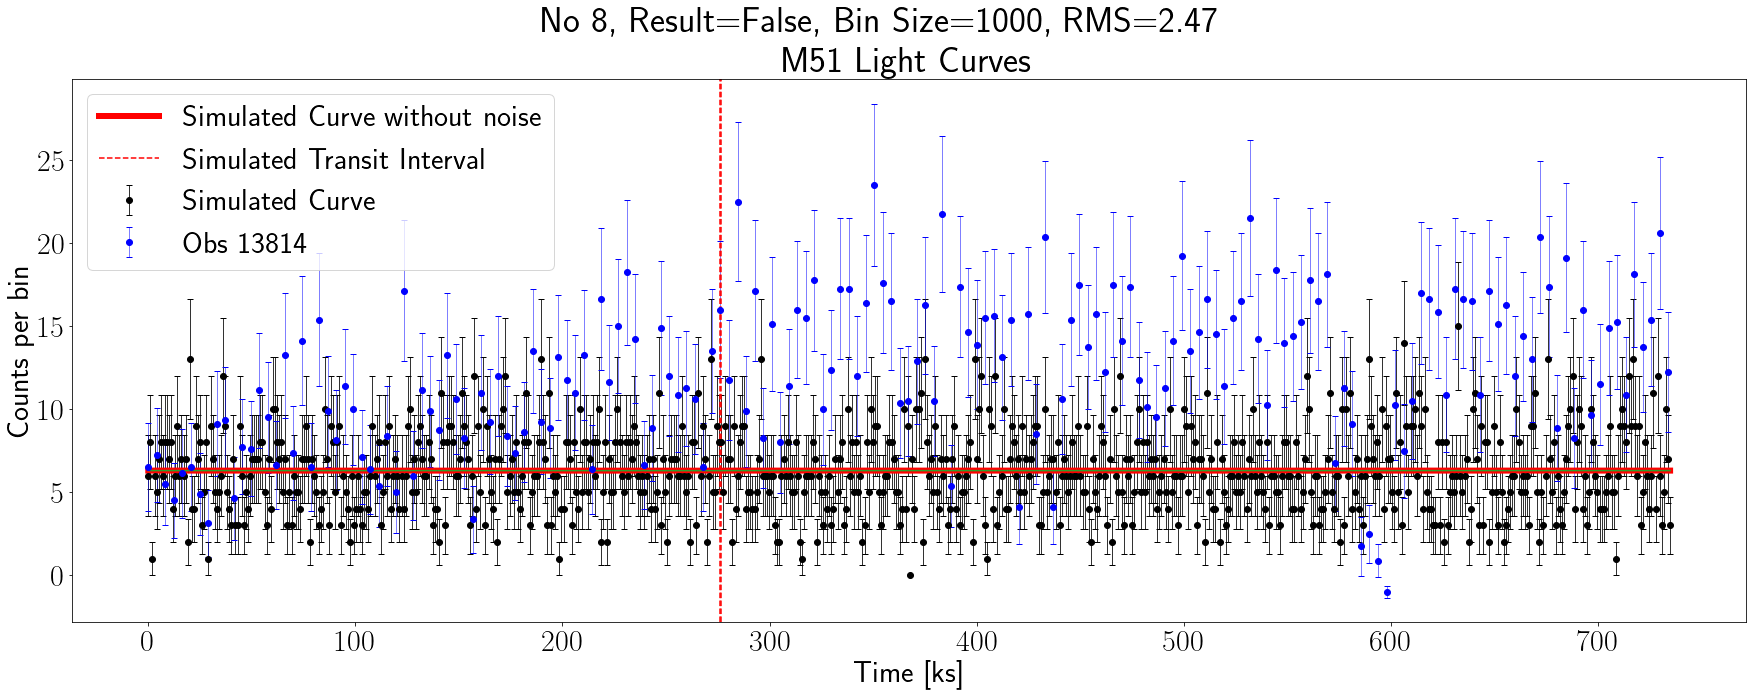 No 8, Result=False, Bin Size=1000, RMS=2.47
M51 Light Curves
Simulated Curve without noise
Simulated Transit Interval
Simulated Curve
Obs 13814
Counts per bin
25
20
15
10
5
0
0 100 200 300 400 500 600 700
Time [ks]